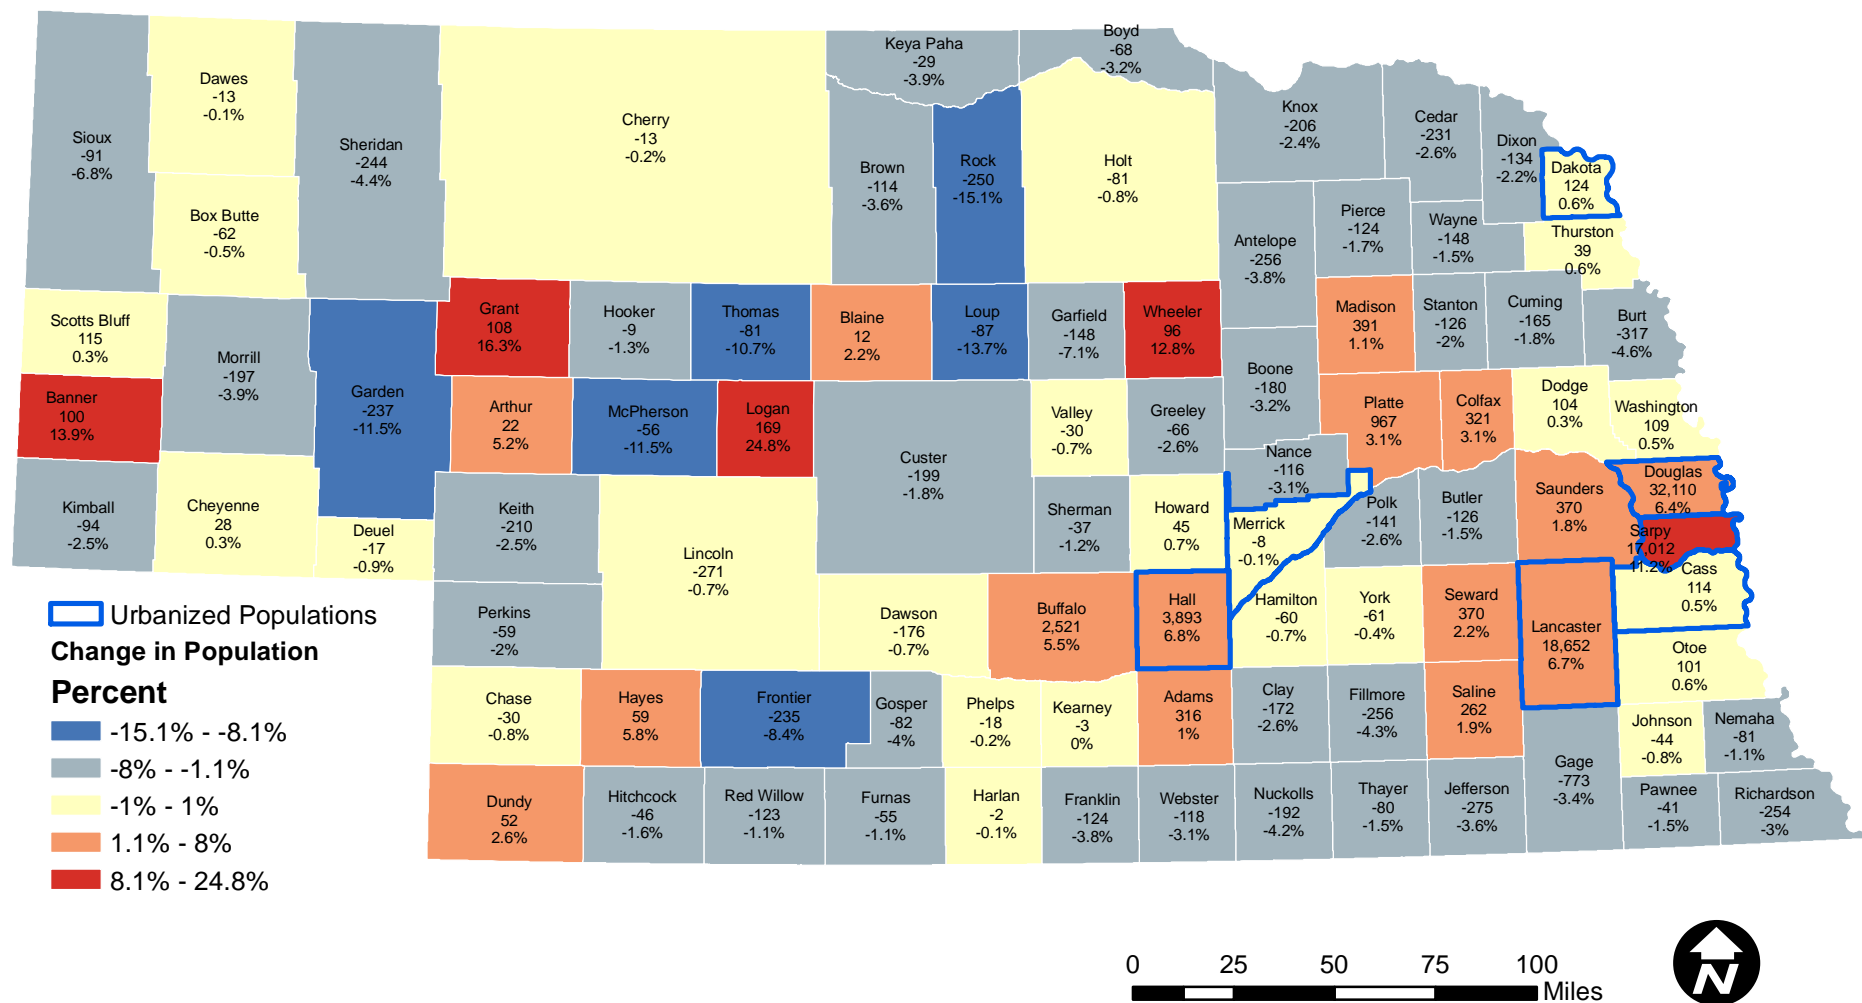 Sioux
-91
-6.8%
Dawes
-13
-0.1%
Box Butte
-62
-0.5%
Sheridan
-244
-4.4%
Cherry
-13
-0.2%
Keya Paha
-29
-3.9%
Boyd
-68
-3.2%
Brown
-114
-3.6%
Rock
-250
-15.1%
Holt
-81
-0.8%
Knox
-206
-2.4%
Cedar
-231
-2.6%
Dixon
-134
-2.2%
Dakota
124
0.6%
Antelope
-256
-3.8%
Pierce
-124
-1.7%
Wayne
-148
-1.5%
Thurston
39
0.6%
Scotts Bluff
115
0.3%
Morrill
-197
-3.9%
Garden
-237
-11.5%
Grant
108
16.3%
Hooker
-9
-1.3%
Thomas
-81
-10.7%
Blaine
12
2.2%
Loup
-87
-13.7%
Garfield
-148
-7.1%
Wheeler
96
12.8%
Madison
391
1.1%
Stanton
-126
-2%
Cuming
-165
-1.8%
Burt
-317
-4.6%
Banner
100
13.9%
Arthur
22
5.2%
McPherson
-56
-11.5%
Logan
169
24.8%
Custer
-199
-1.8%
Valley
-30
-0.7%
Greeley
-66
-2.6%
Boone
-180
-3.2%
Platte
967
3.1%
Colfax
321
3.1%
Dodge
104
0.3%
Washington
109
0.5%
Kimball
-94
-2.5%
Cheyenne
28
0.3%
Deuel
-17
-0.9%
Keith
-210
-2.5%
Lincoln
-271
-0.7%
Sherman
-37
-1.2%
Howard
45
0.7%
Nance
-116
-3.1%
Merrick
-8
-0.1%
Polk
-141
-2.6%
Butler
-126
-1.5%
Saunders
370
1.8%
Douglas
32,110
6.4%
Sarpy
17,012
11.2%
Cass
114
0.5%
Perkins
-59
-2%
Dawson
-176
-0.7%
Buffalo
2,521
5.5%
Hall
3,893
6.8%
Hamilton
-60
-0.7%
York
-61
-0.4%
Seward
370
2.2%
Lancaster
18,652
6.7%
Otoe
101
0.6%
Chase
-30
-0.8%
Hayes
59
5.8%
Frontier
-235
-8.4%
Gosper
-82
-4%
Phelps
-18
-0.2%
Kearney
-3
0%
Adams
316
1%
Clay
-172
-2.6%
Fillmore
-256
-4.3%
Saline
262
1.9%
Gage
-773
-3.4%
Johnson
-44
-0.8%
Nemaha
-81
-1.1%
Dundy
52
2.6%
Hitchcock
-46
-1.6%
Red Willow
-123
-1.1%
Furnas
-55
-1.1%
Harlan
-2
-0.1%
Franklin
-124
-3.8%
Webster
-118
-3.1%
Nuckolls
-192
-4.2%
Thayer
-80
-1.5%
Jefferson
-275
-3.6%
Pawnee
-41
-1.5%
Richardson
-254
-3%
Urbanized Populations
Change in Population
Percent
-15.1% - -8.1%
-8% - -1.1%
-1% - 1%
1.1% - 8%
8.1% - 24.8%
0 25 50 75 100
Miles
N